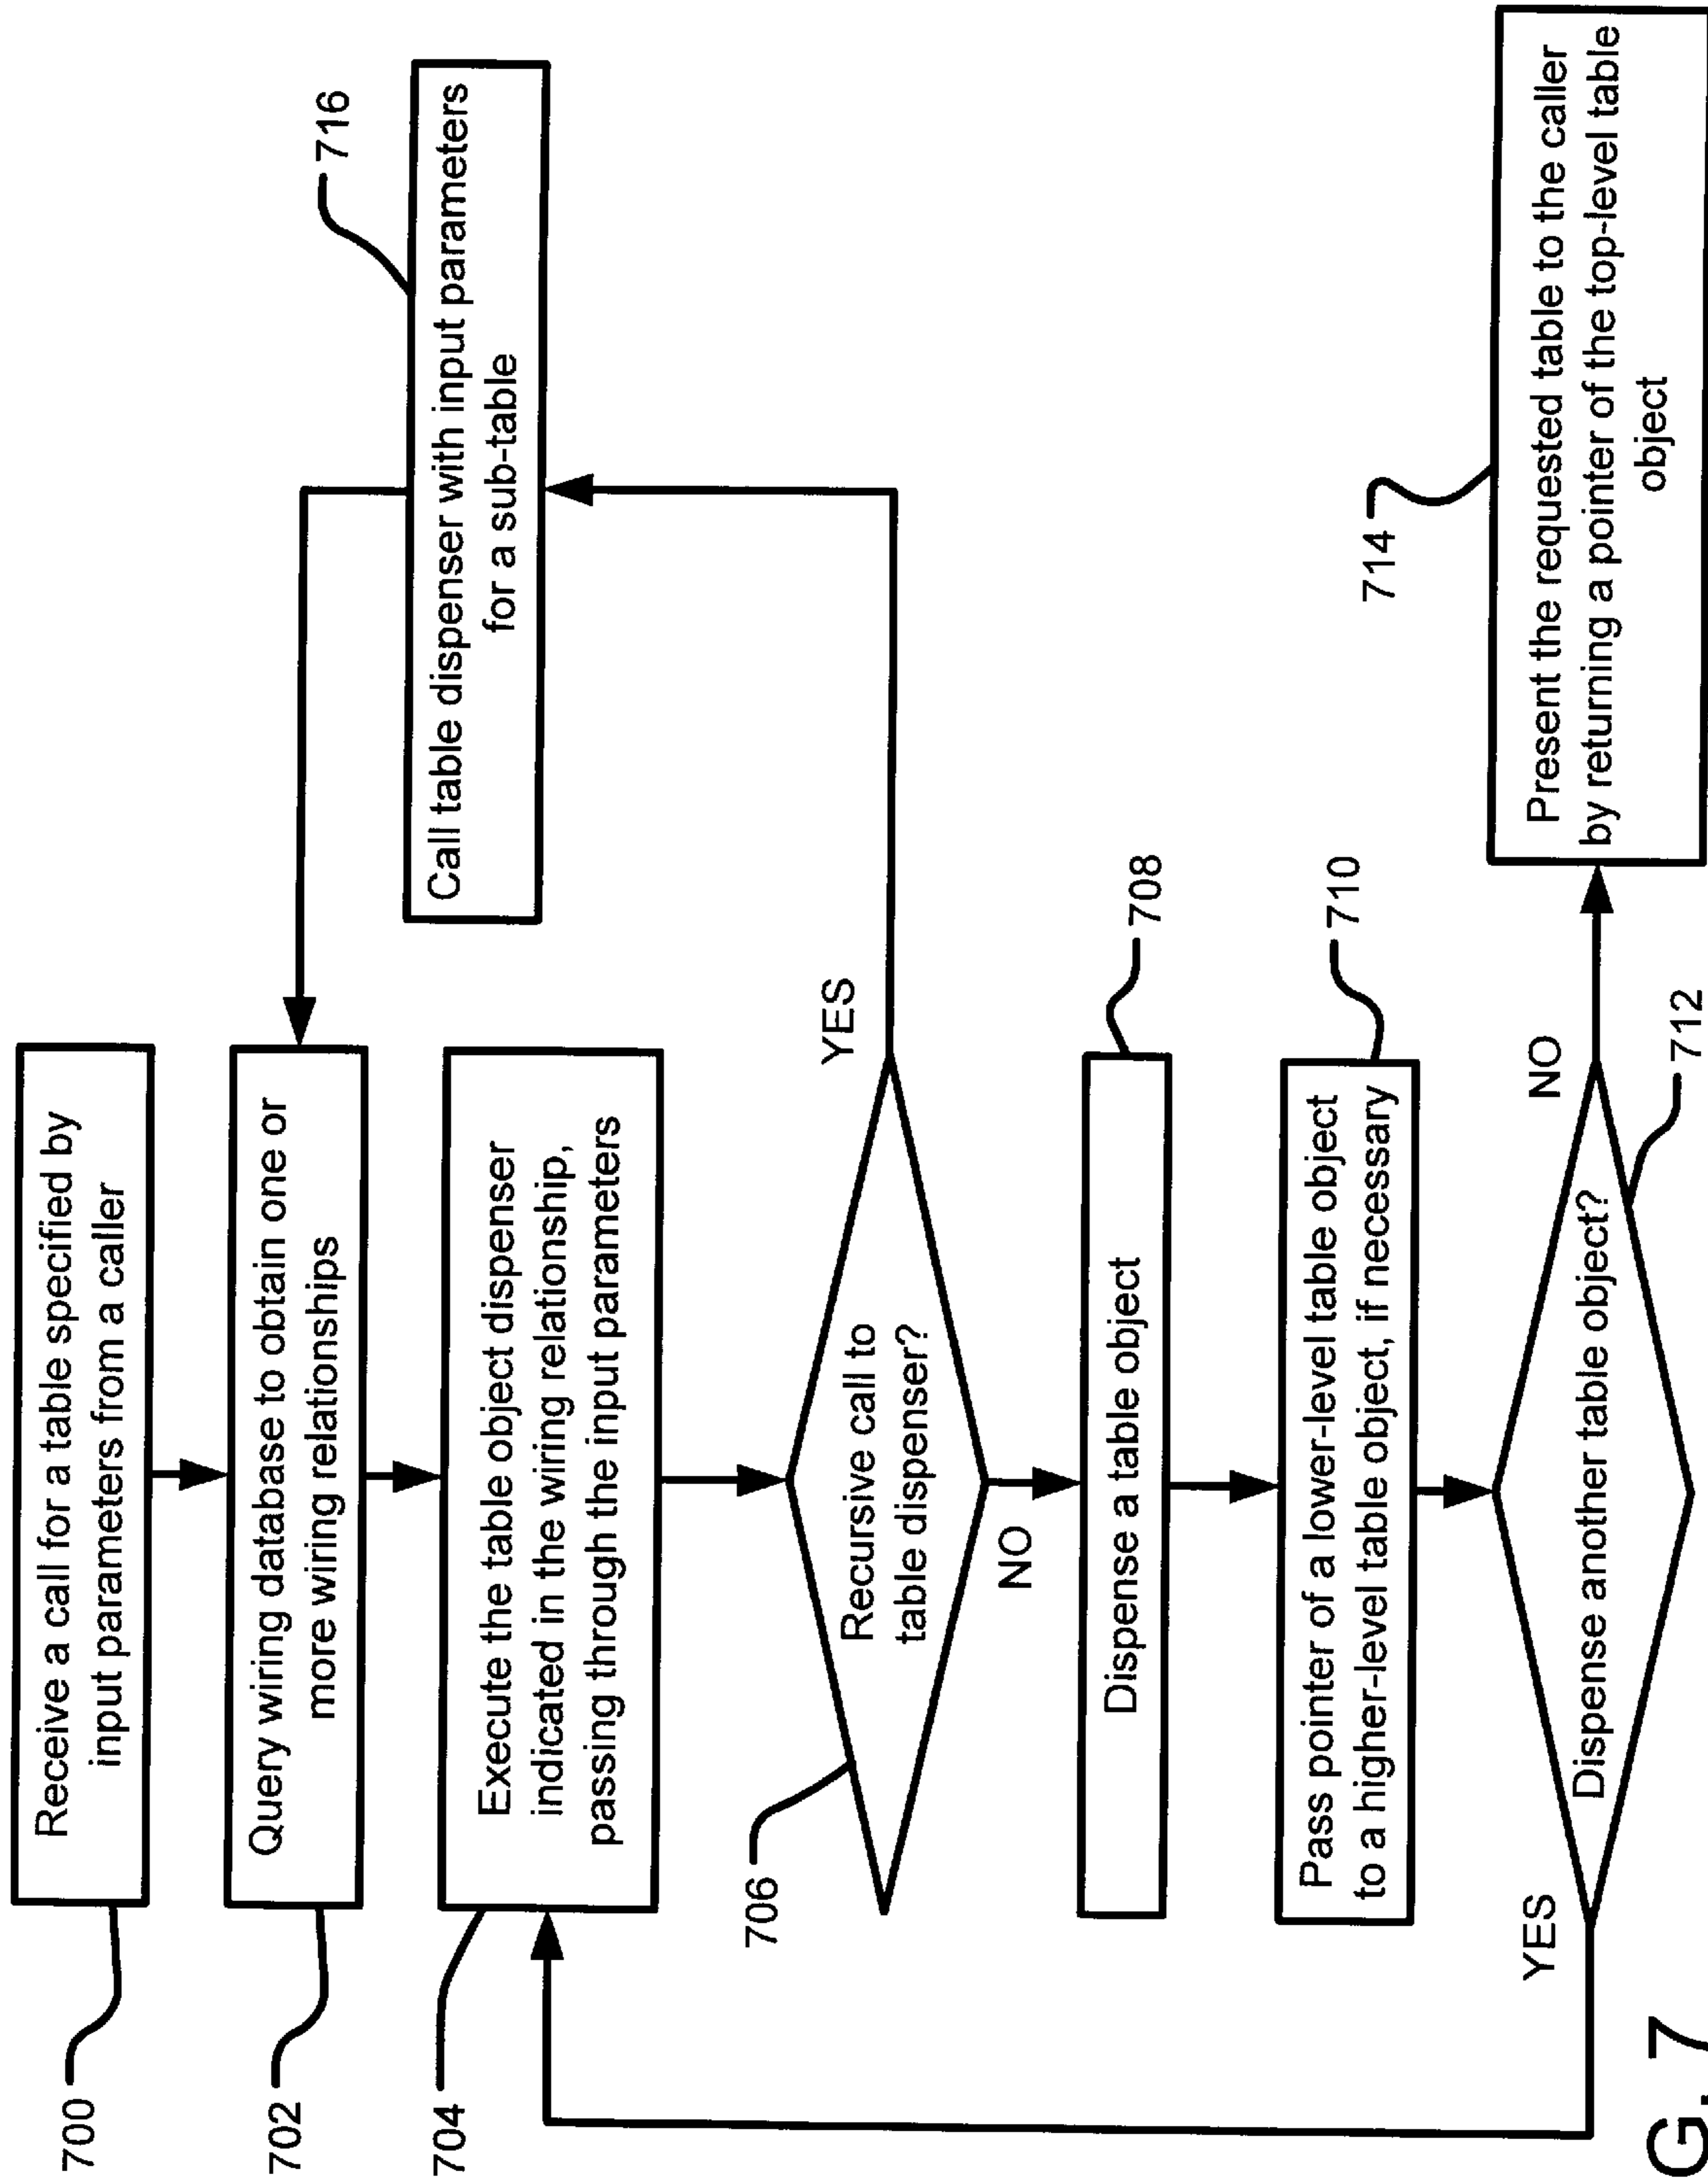 700
Receive a call for a table specified by
input parameters from a caller
702
Query wiring database to obtain one or
more wiring relationships
716
Call table dispenser with input parameters
for a sub-table
704
Execute the table object dispenser
indicated in the wiring relationship,
passing through the input parameters
706
Recursive call to
table dispenser?
YES
NO
708
Dispense a table object
710
Pass pointer of a lower-level table object
to a higher-level table object, if necessary
YES
Dispense another table object?
NO
712
714
Present the requested table to the caller
by returning a pointer of the top-level table
object
G. 7